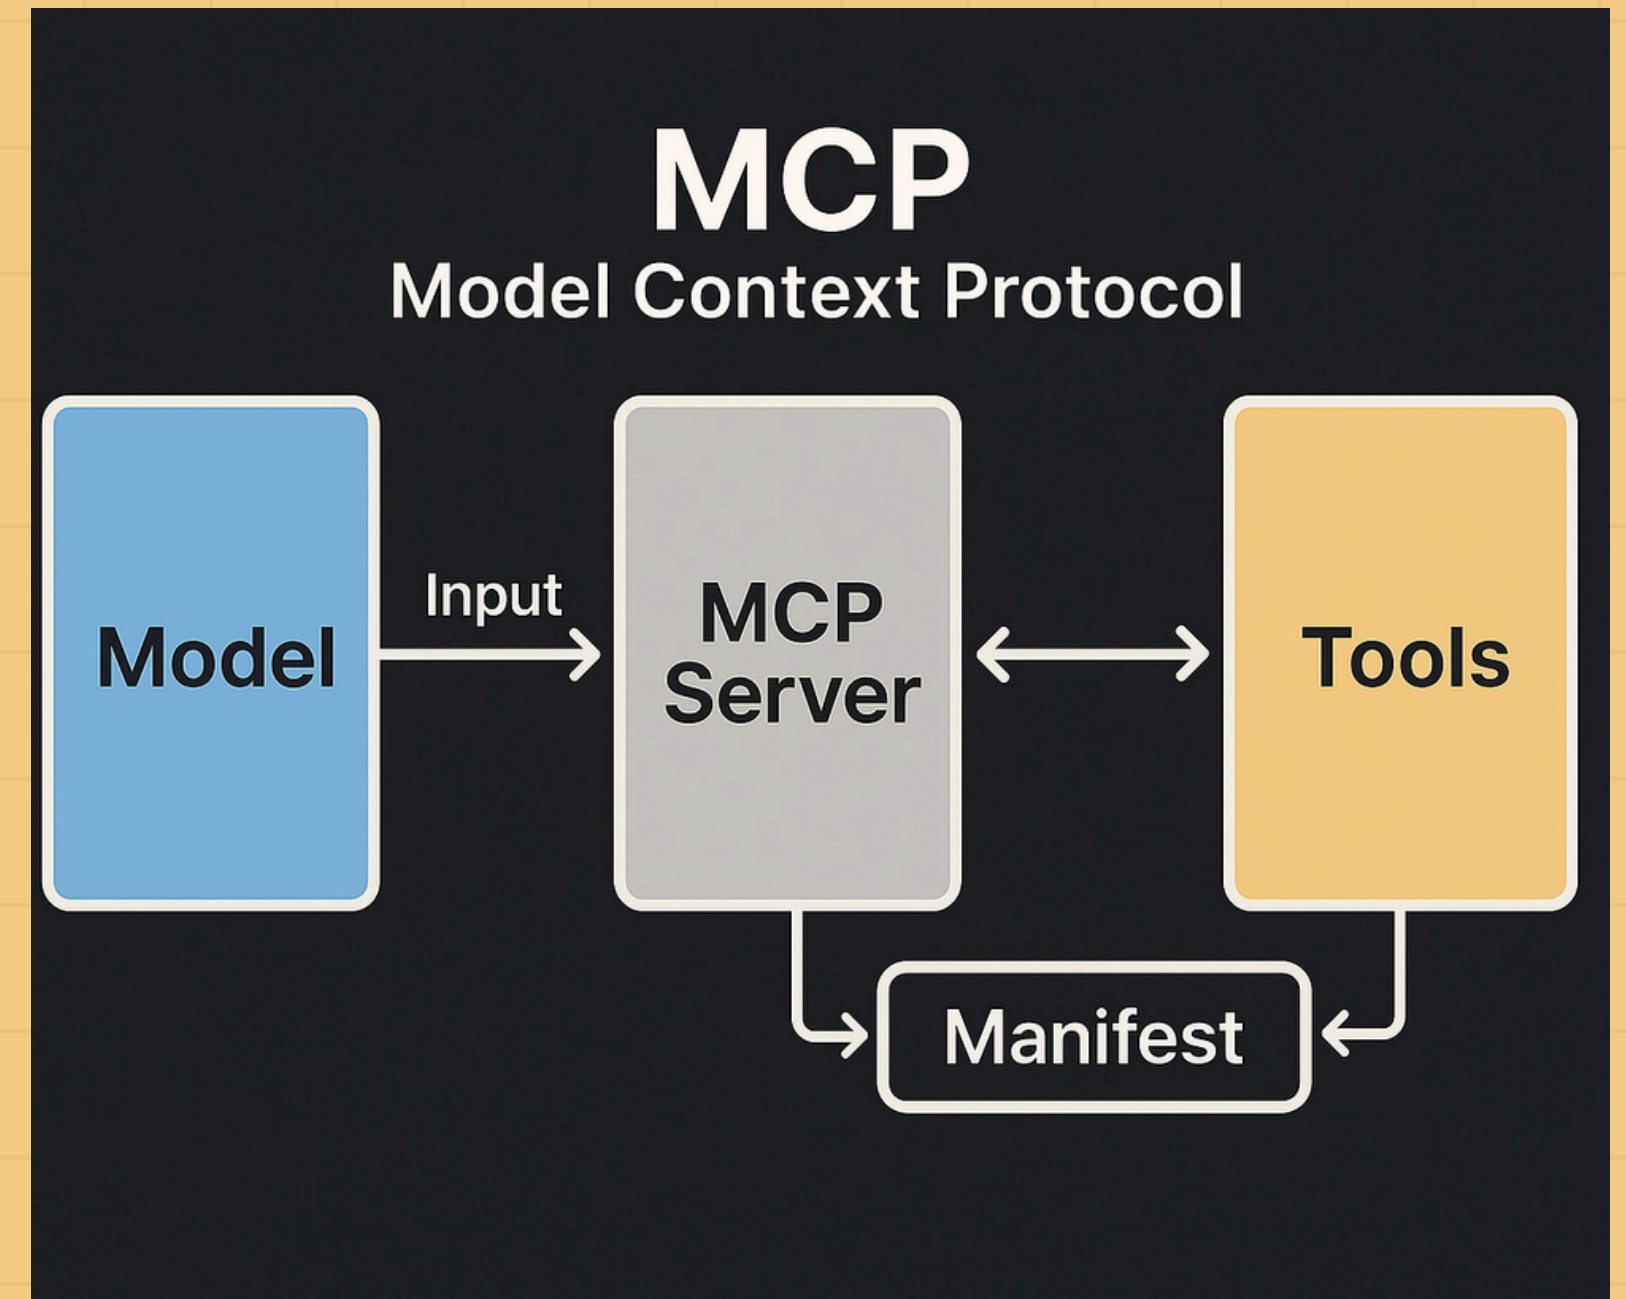 MCP
Model Context Protocol
Model
Input
MCP
Server
Tools
Manifest